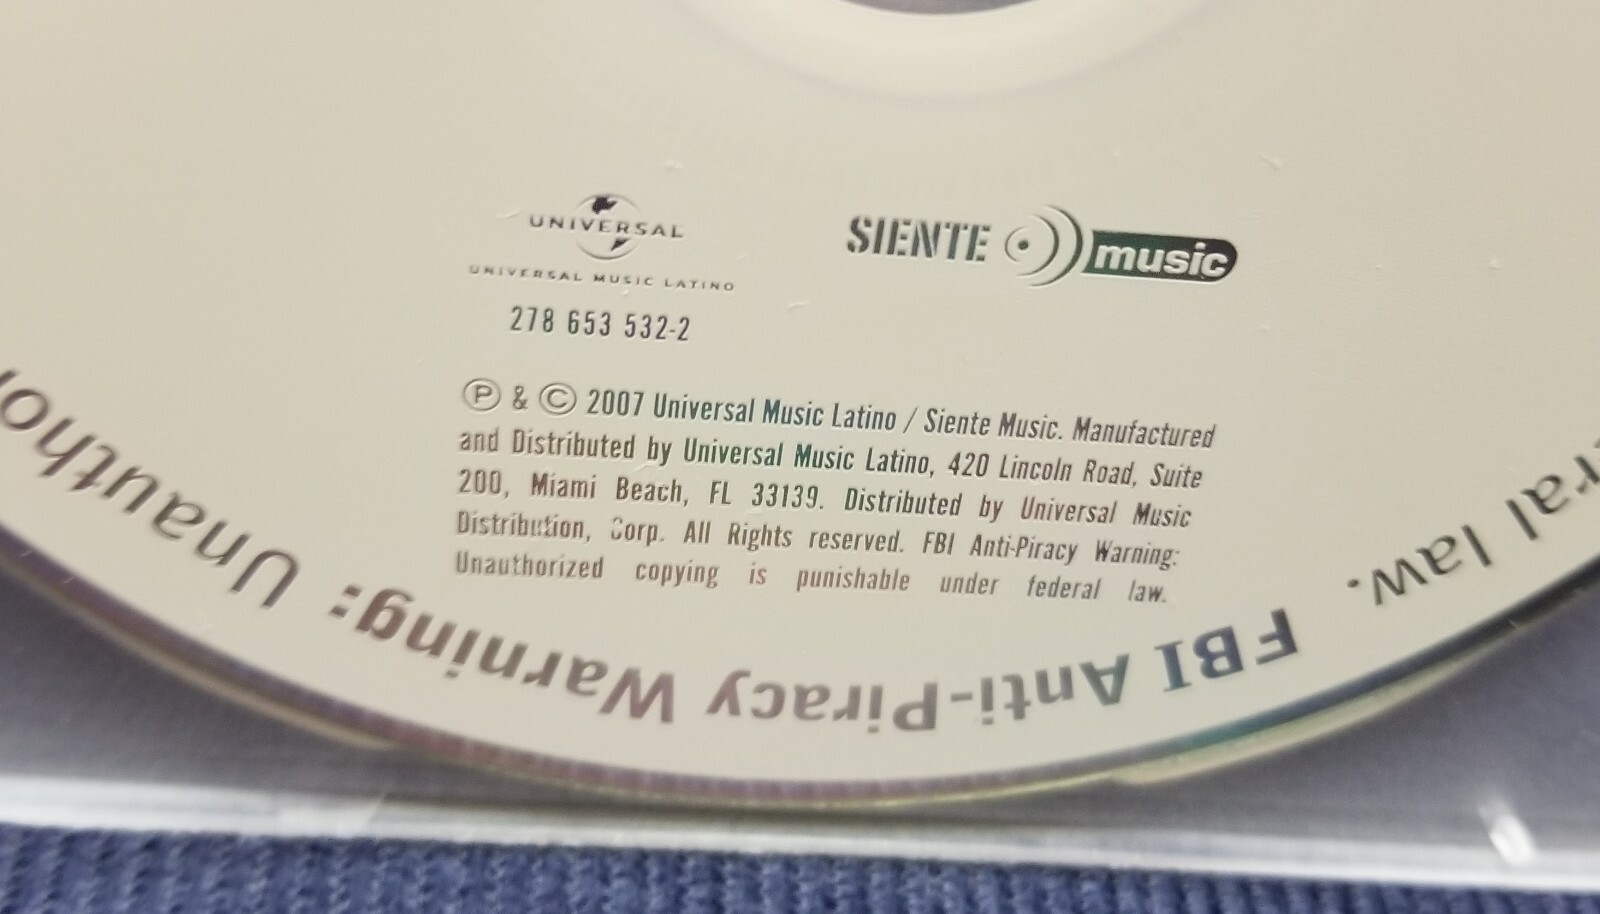 UNIVERSAL
UNIVERSAL MUSIC LATINO
278 653 532-2
SIENTE music
Ⓟ & © 2007 Universal Music Latino / Siente Music. Manufactured
and Distributed by Universal Music Latino, 420 Lincoln Road, Suite
200, Miami Beach, FL 33139. Distributed by Universal Music
Distribution, Corp. All Rights reserved. FBI Anti-Piracy Warning:
Unauthorized copying is punishable under federal law.
law. FBI Anti-Piracy Warning: